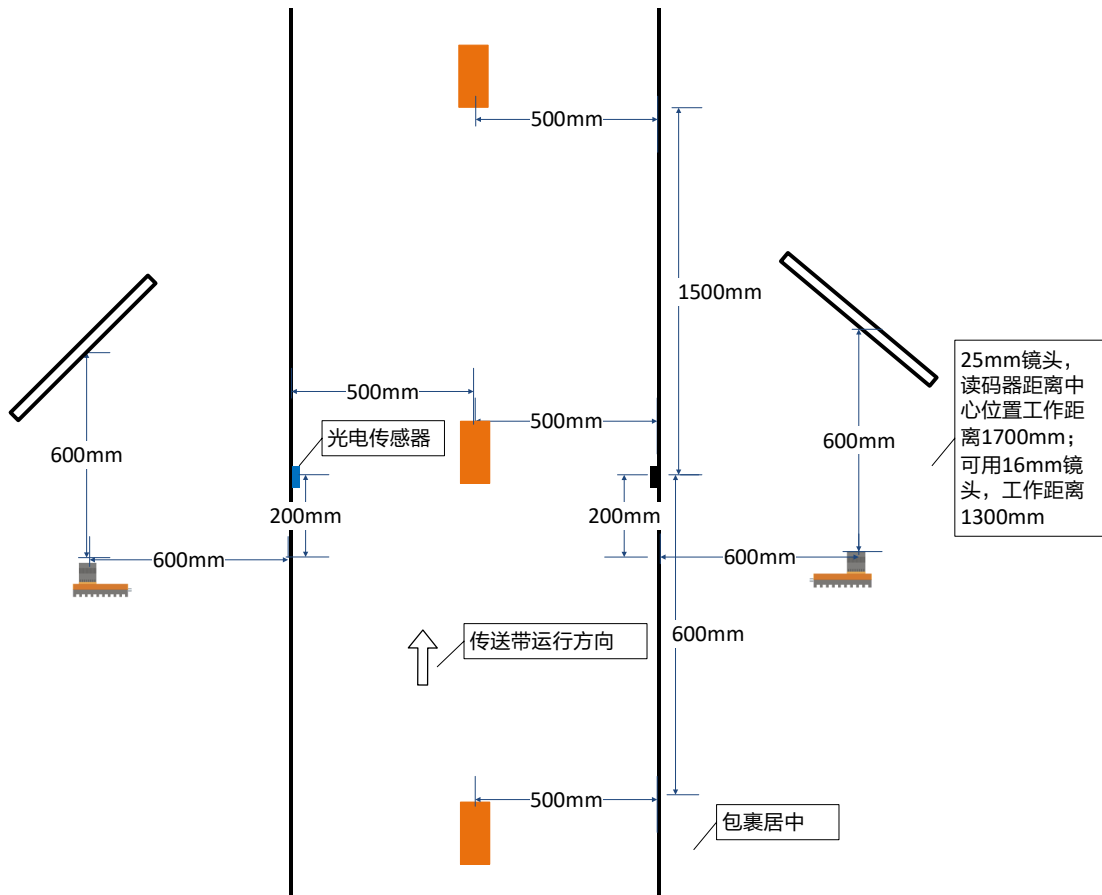 500mm
1500mm
500mm
500mm
光电传感器
600mm
600mm
25mm镜头，
读码器距离中
心位置工作距
离1700mm；
可用16mm镜
头，工作距离
1300mm
200mm
200mm
600mm
600mm
传送带运行方向
600mm
500mm
包裹居中